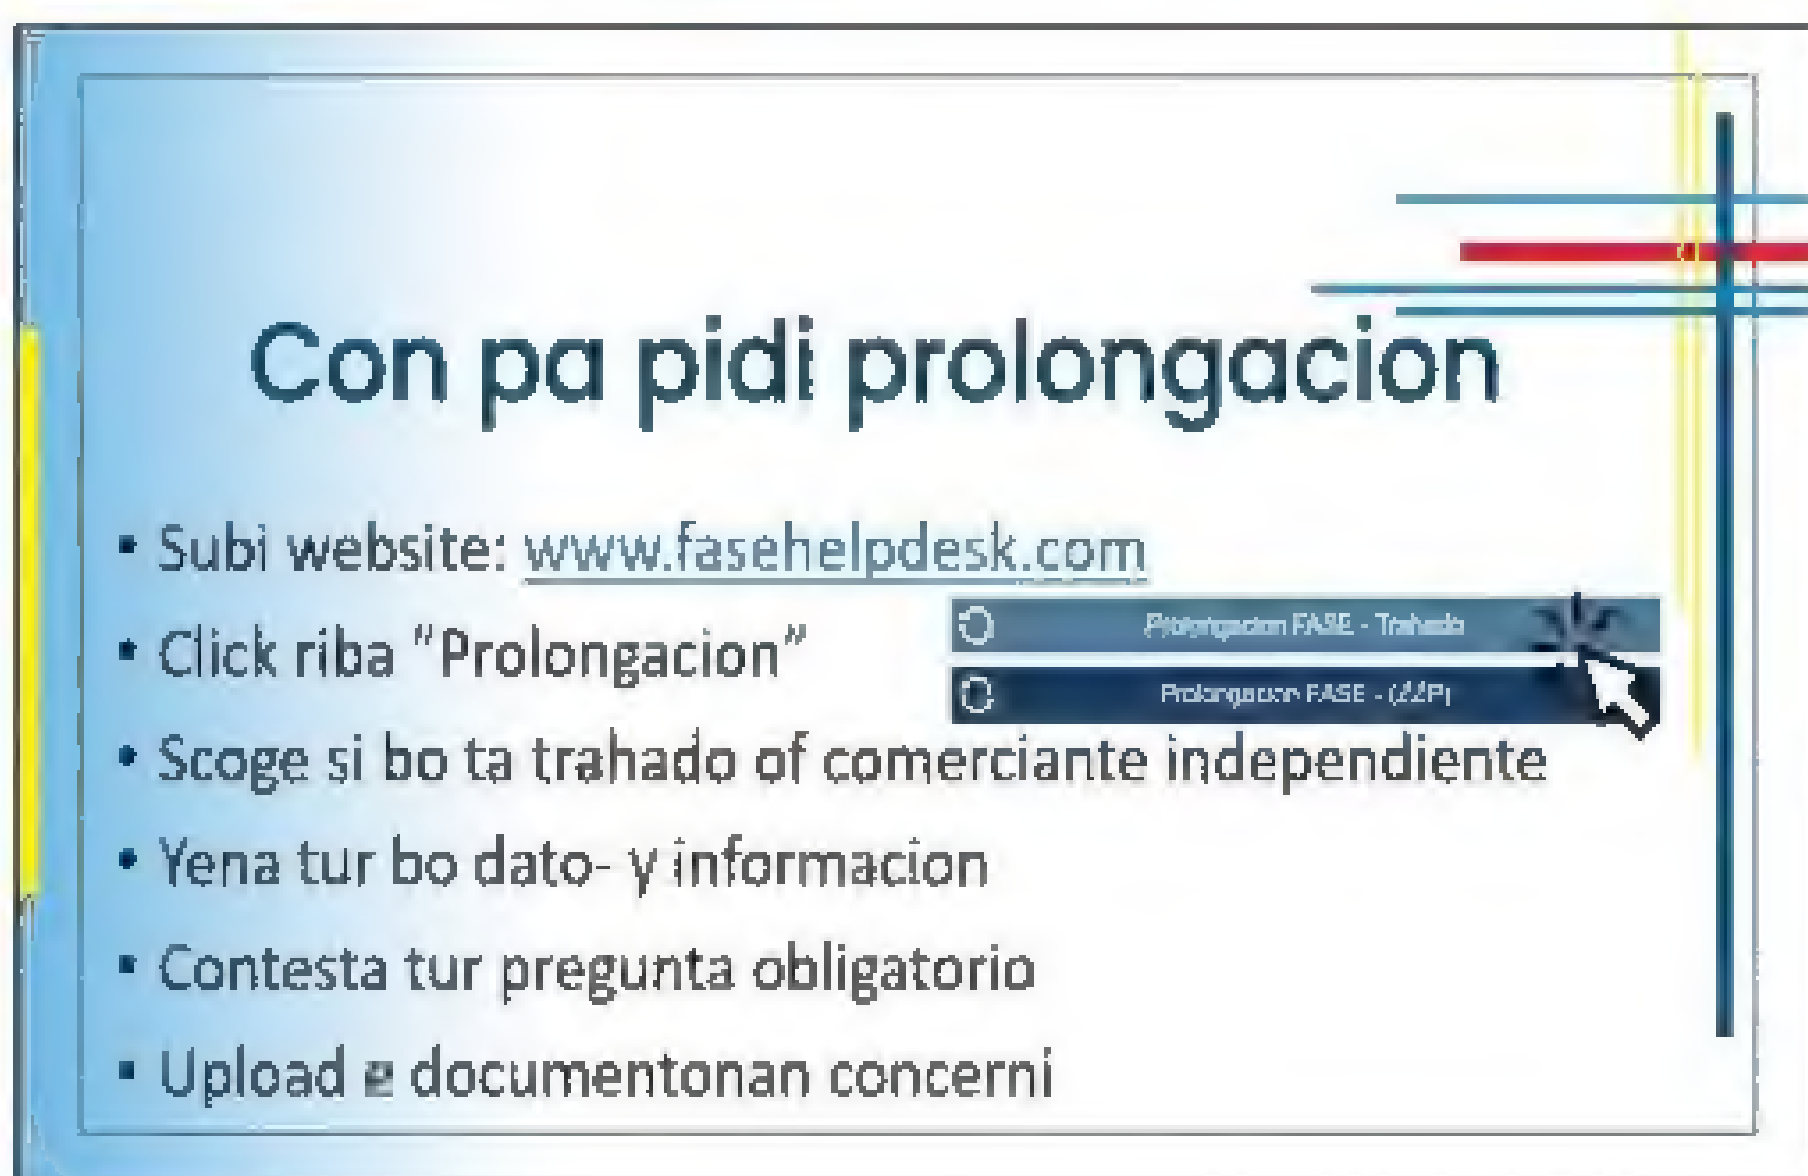 Con pa pidi prolongacion
• Subi website: www.fasehelpdesk.com
• Click riba "Prolongacion"
Prolongacion FASE - Trahado
Prolongacion FASE - (ZZP)
• Scoge si bo ta trahado of comerciante independiente
• Yena tur bo dato- y informacion
• Contesta tur pregunta obligatorio
• Upload e documentonan concerni